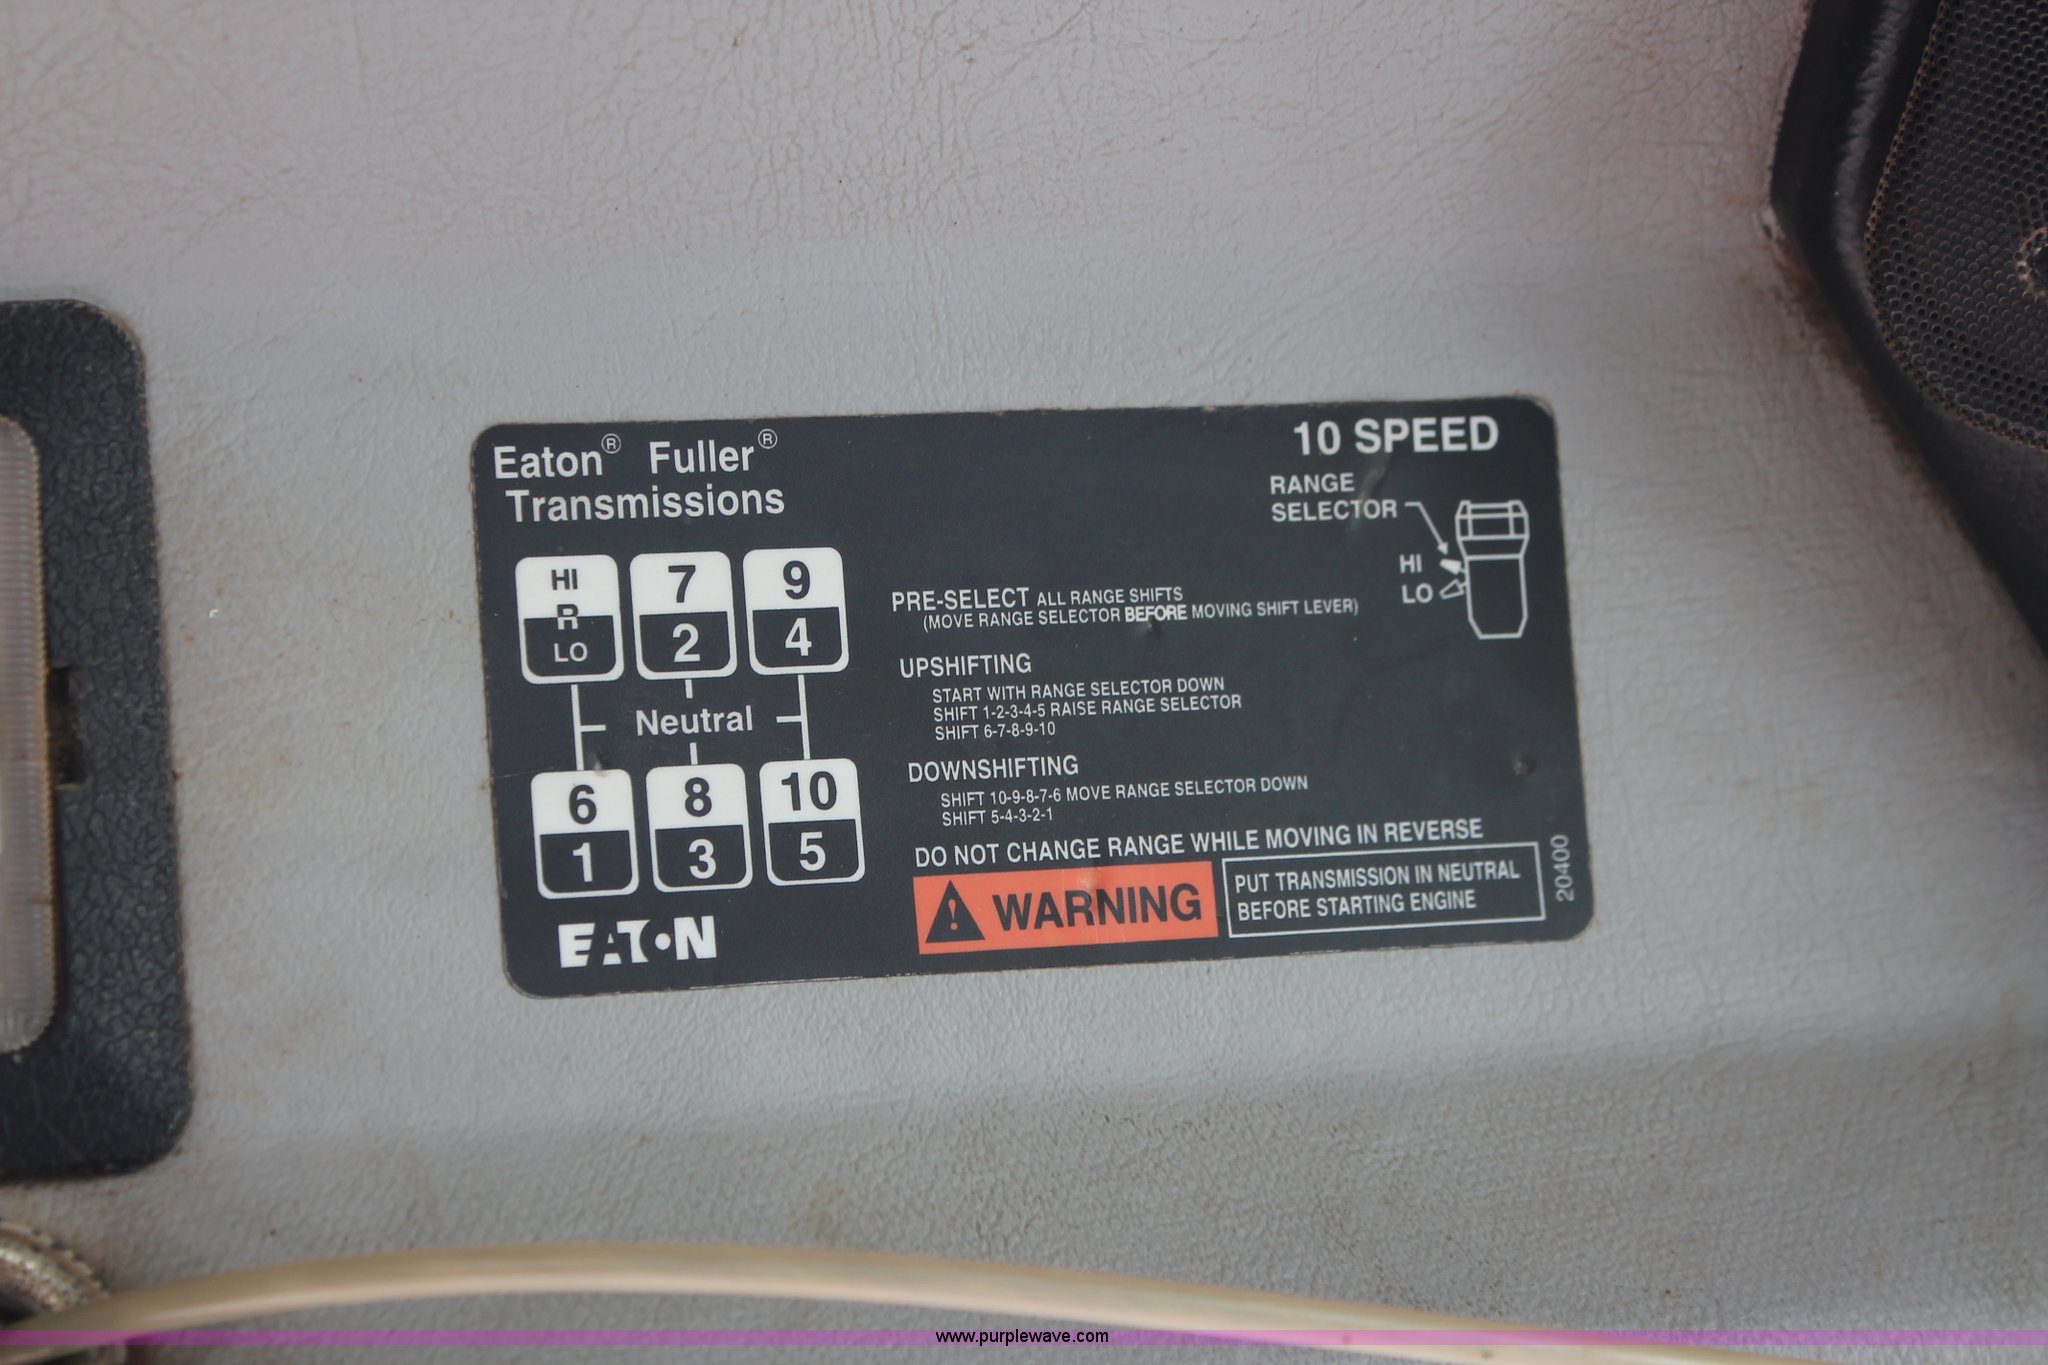 Eaton® Fuller®
Transmissions
10 SPEED
RANGE
SELECTOR
HI
LO
HI
R
LO
7
2
9
4
Neutral
6
1
8
3
10
5
EATON
PRE-SELECT ALL RANGE SHIFTS
(MOVE RANGE SELECTOR BEFORE MOVING SHIFT LEVER)
UPSHIFTING
START WITH RANGE SELECTOR DOWN
SHIFT 1-2-3-4-5 RAISE RANGE SELECTOR
SHIFT 6-7-8-9-10
DOWNSHIFTING
SHIFT 10-9-8-7-6 MOVE RANGE SELECTOR DOWN
SHIFT 5-4-3-2-1
DO NOT CHANGE RANGE WHILE MOVING IN REVERSE
WARNING
PUT TRANSMISSION IN NEUTRAL
BEFORE STARTING ENGINE
20400
www.purplewave.com